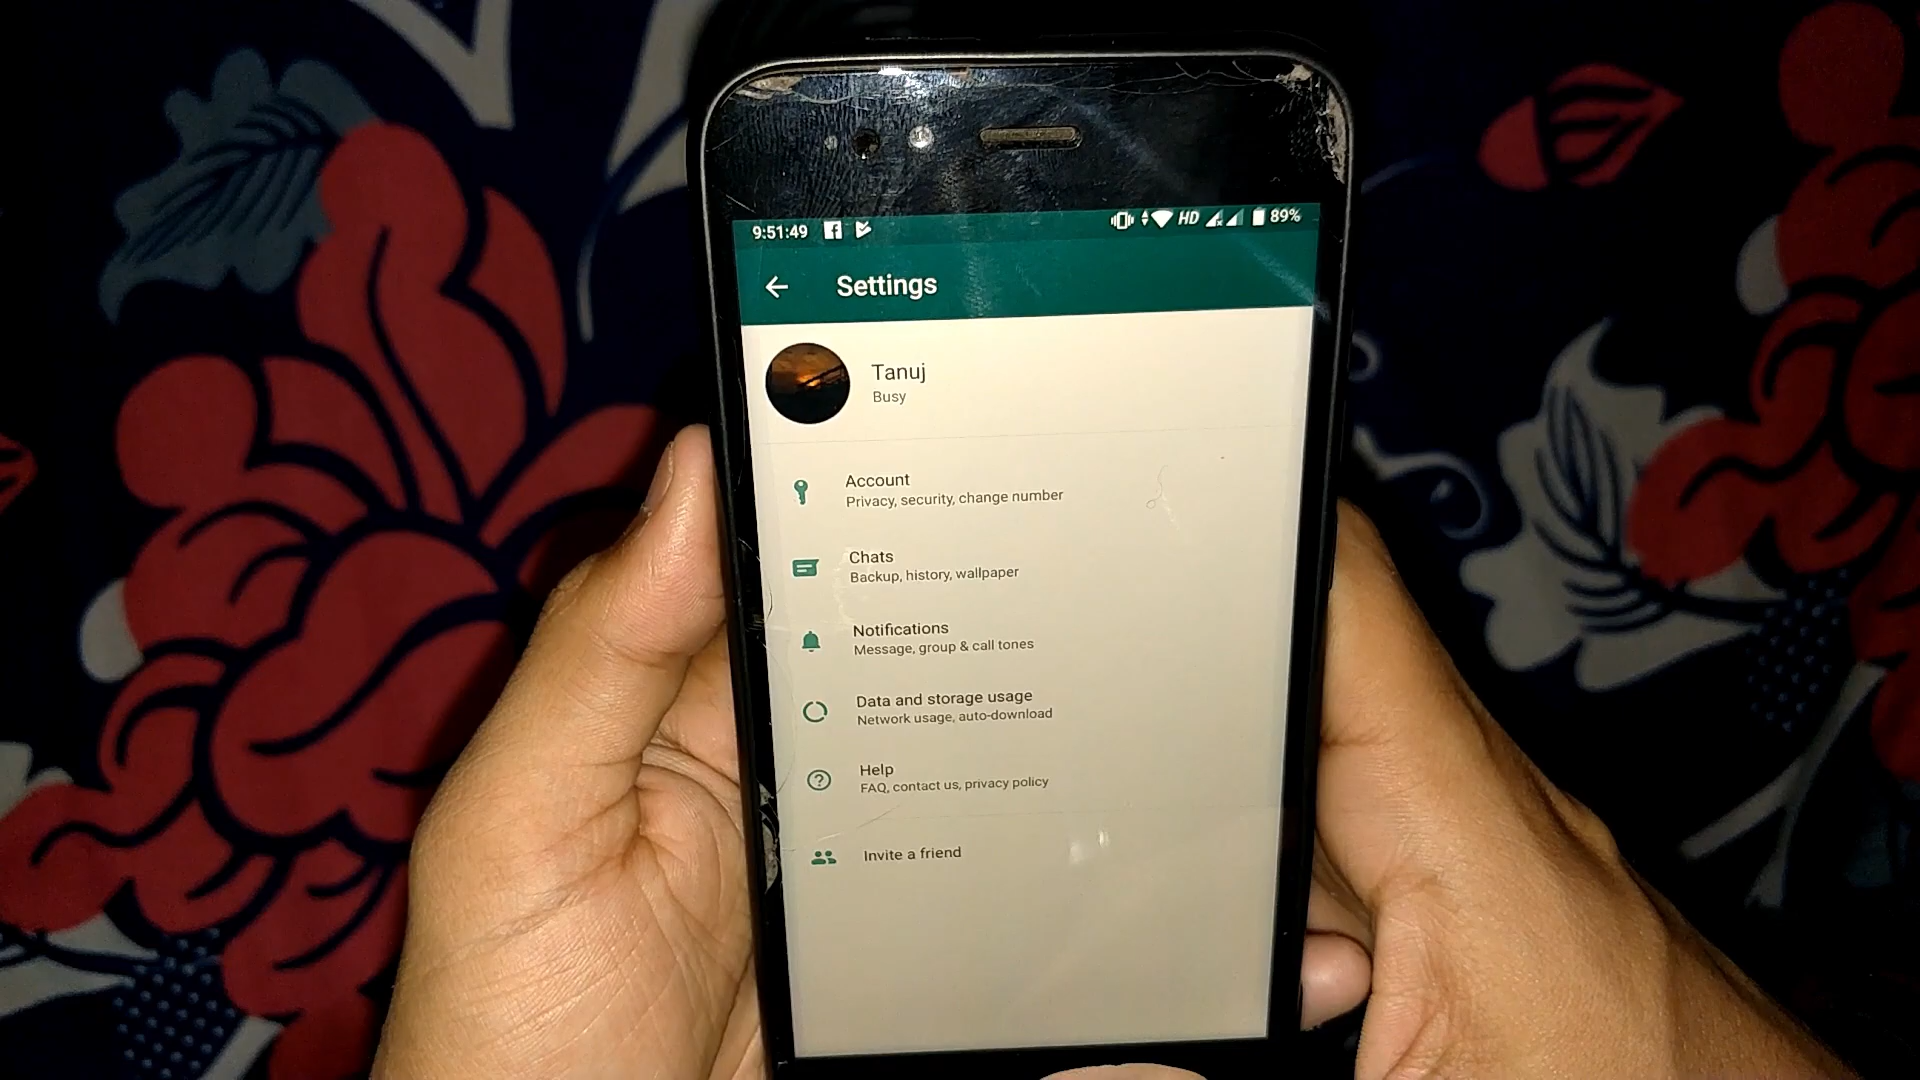 9:51:49 HD 89%
Settings
Tanuj
Busy
Account
Privacy, security, change number
Chats
Backup, history, wallpaper
Notifications
Message, group & call tones
Data and storage usage
Network usage, auto-download
Help
FAQ, contact us, privacy policy
Invite a friend